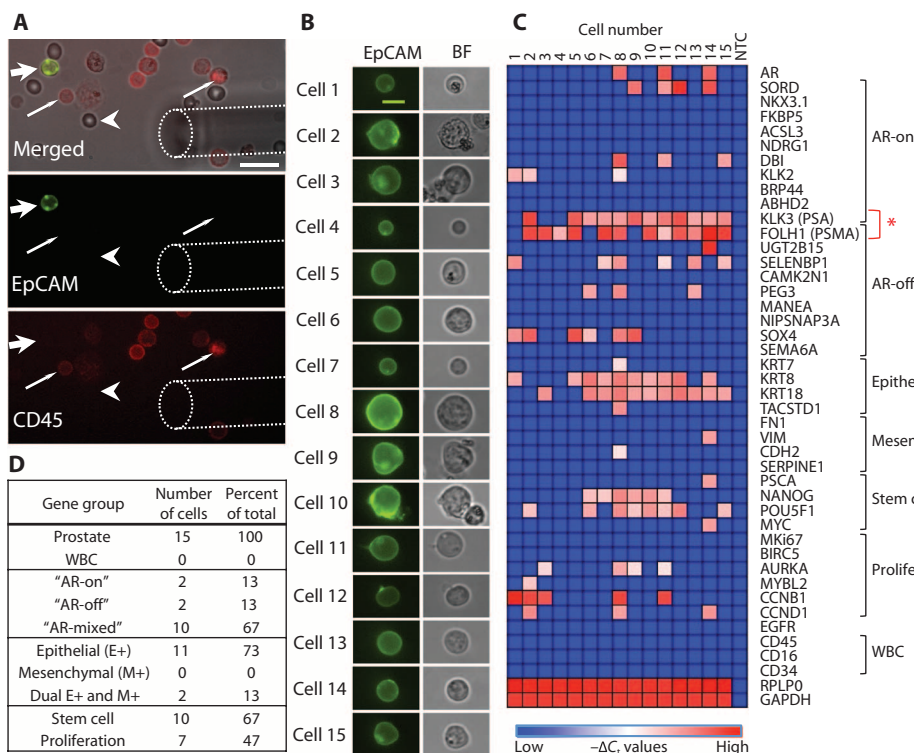 A
Merged
EpCAM
CD45
B
EpCAM BF
Cell 1
Cell 2
Cell 3
Cell 4
Cell 5
Cell 6
Cell 7
Cell 8
Cell 9
Cell 10
Cell 11
Cell 12
Cell 13
Cell 14
Cell 15
C
Cell number
1 2 3 4 5 6 7 8 9 10 11 12 13 14 15 NTC
AR
SORD
NKX3.1
FKBP5
ACSL3
NDRG1
DBI
KLK2
BRP44
ABHD2
KLK3 (PSA)
FOLH1 (PSMA)
UGT2B15
SELENBP1
CAMK2N1
PEG3
MANEA
NIPSNAP3A
SOX4
SEMA6A
KRT7
KRT8
KRT18
TACSTD1
FN1
VIM
CDH2
SERPINE1
PSCA
NANOG
POU5F1
MYC
MKi67
BIRC5
AURKA
MYBL2
CCNB1
CCND1
EGFR
CD45
CD16
CD34
RPLP0
GAPDH
AR-on
*
AR-off
Epithe
Mesen
Stem c
Prolife
WBC
Low −ΔCt values High
D
Gene group Number of cells Percent of total
Prostate 15 100
WBC 0 0
"AR-on" 2 13
"AR-off" 2 13
"AR-mixed" 10 67
Epithelial (E+) 11 73
Mesenchymal (M+) 0 0
Dual E+ and M+ 2 13
Stem cell 10 67
Proliferation 7 47